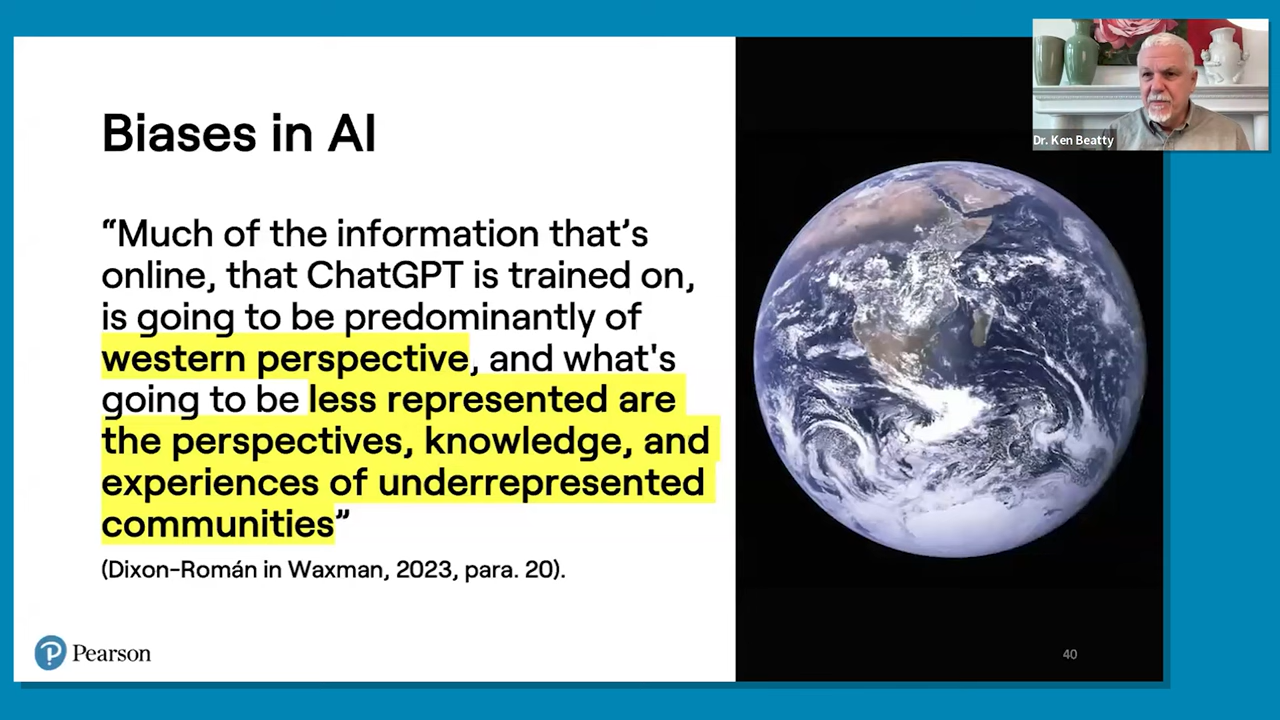 Biases in AI
“Much of the information that’s
online, that ChatGPT is trained on,
is going to be predominantly of
western perspective, and what's
going to be less represented are
the perspectives, knowledge, and
experiences of underrepresented
communities”
(Dixon-Román in Waxman, 2023, para. 20).
Pearson
40
Dr. Ken Beatty